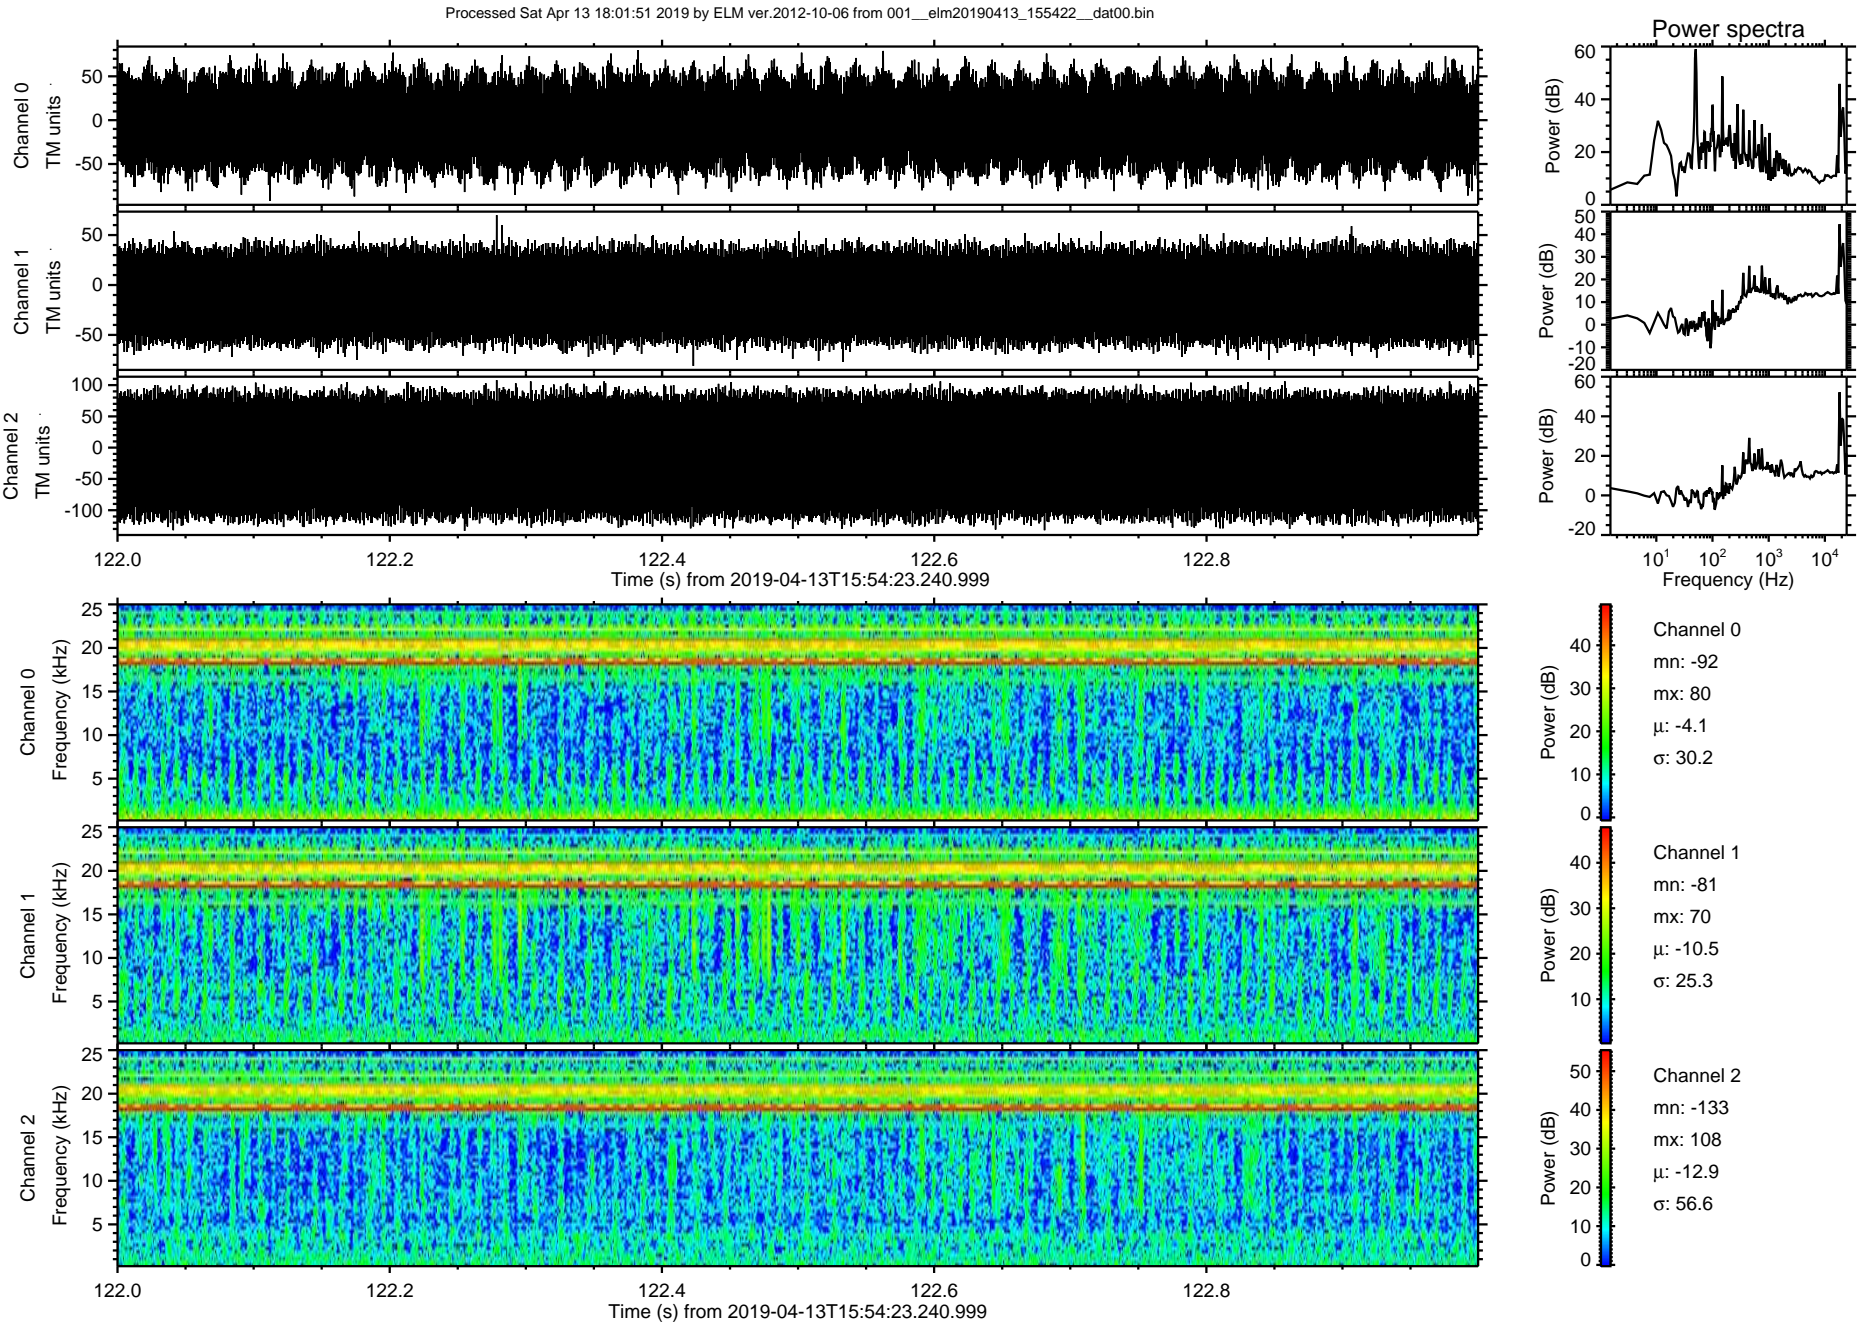 Processed Sat Apr 13 18:01:51 2019 by ELM ver.2012-10-06 from 001__elm20190413_155422__dat00.bin
Power spectra
Channel 0
TM units
50
0
-50
Power (dB)
60
40
20
0
Channel 1
TM units
50
0
-50
Power (dB)
50
40
30
20
10
0
-10
-20
Channel 2
TM units
100
50
0
-50
-100
Power (dB)
60
40
20
0
-20
122.0 122.2 122.4 122.6 122.8
Time (s) from 2019-04-13T15:54:23.240.999
10¹ 10² 10³ 10⁴
Frequency (Hz)
Channel 0
Frequency (kHz)
25
20
15
10
5
Power (dB)
40
30
20
10
0
Channel 0
mn: -92
mx: 80
μ: -4.1
σ: 30.2
Channel 1
Frequency (kHz)
25
20
15
10
5
Power (dB)
40
30
20
10
Channel 1
mn: -81
mx: 70
μ: -10.5
σ: 25.3
Channel 2
Frequency (kHz)
25
20
15
10
5
Power (dB)
50
40
30
20
10
0
Channel 2
mn: -133
mx: 108
μ: -12.9
σ: 56.6
122.0 122.2 122.4 122.6 122.8
Time (s) from 2019-04-13T15:54:23.240.999